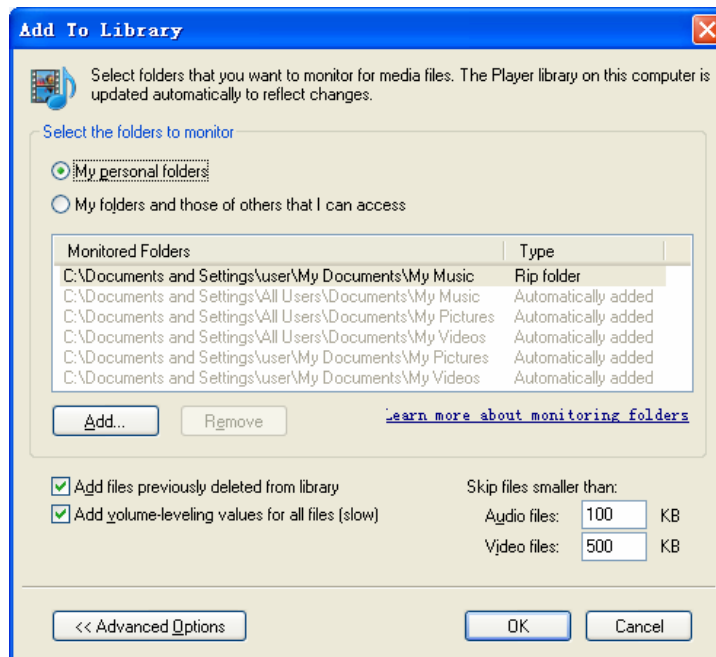 Add To Library
Select folders that you want to monitor for media files. The Player library on this computer is
updated automatically to reflect changes.
Select the folders to monitor
My personal folders
My folders and those of others that I can access
Monitored Folders Type
C:\Documents and Settings\user\My Documents\My Music Rip folder
C:\Documents and Settings\All Users\Documents\My Music Automatically added
C:\Documents and Settings\All Users\Documents\My Pictures Automatically added
C:\Documents and Settings\All Users\Documents\My Videos Automatically added
C:\Documents and Settings\user\My Documents\My Pictures Automatically added
C:\Documents and Settings\user\My Documents\My Videos Automatically added
Add... Remove Learn more about monitoring folders
Add files previously deleted from library Skip files smaller than:
Add volume-leveling values for all files (slow) Audio files: 100 KB
Video files: 500 KB
<< Advanced Options OK Cancel